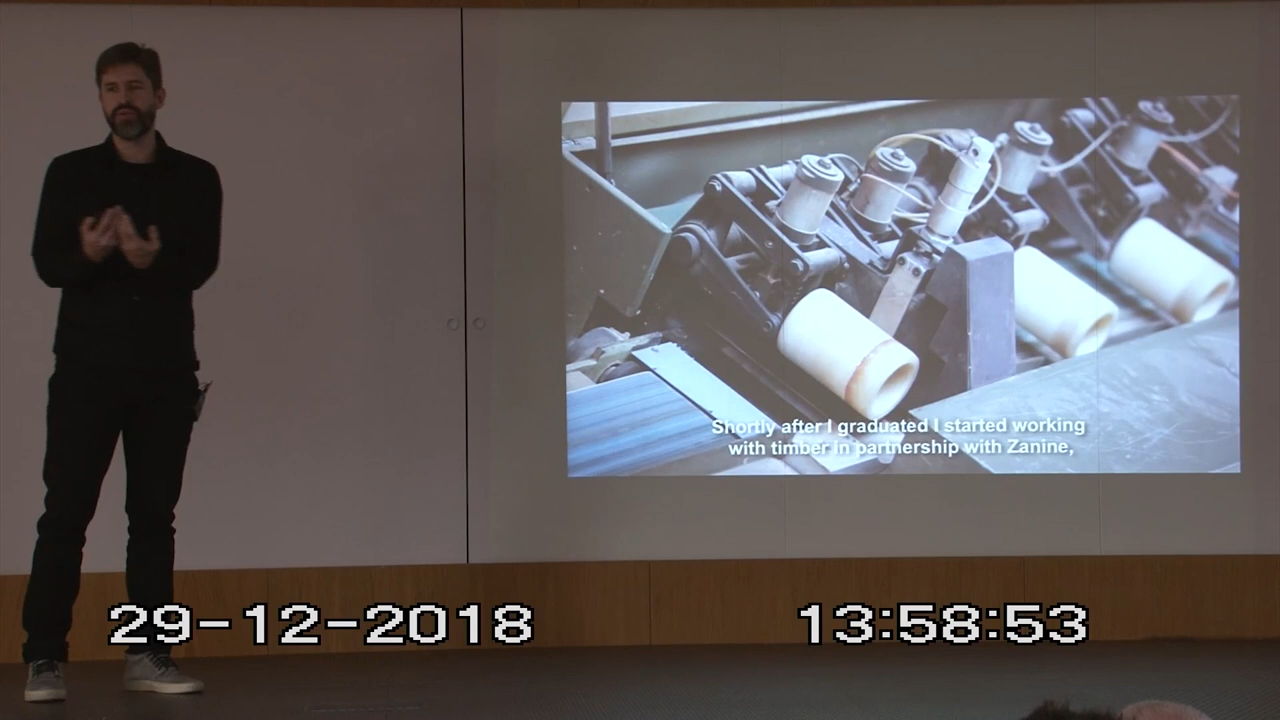 Shortly after I graduated I started working
with timber in partnership with Zanine,
29-12-2018 13:58:53